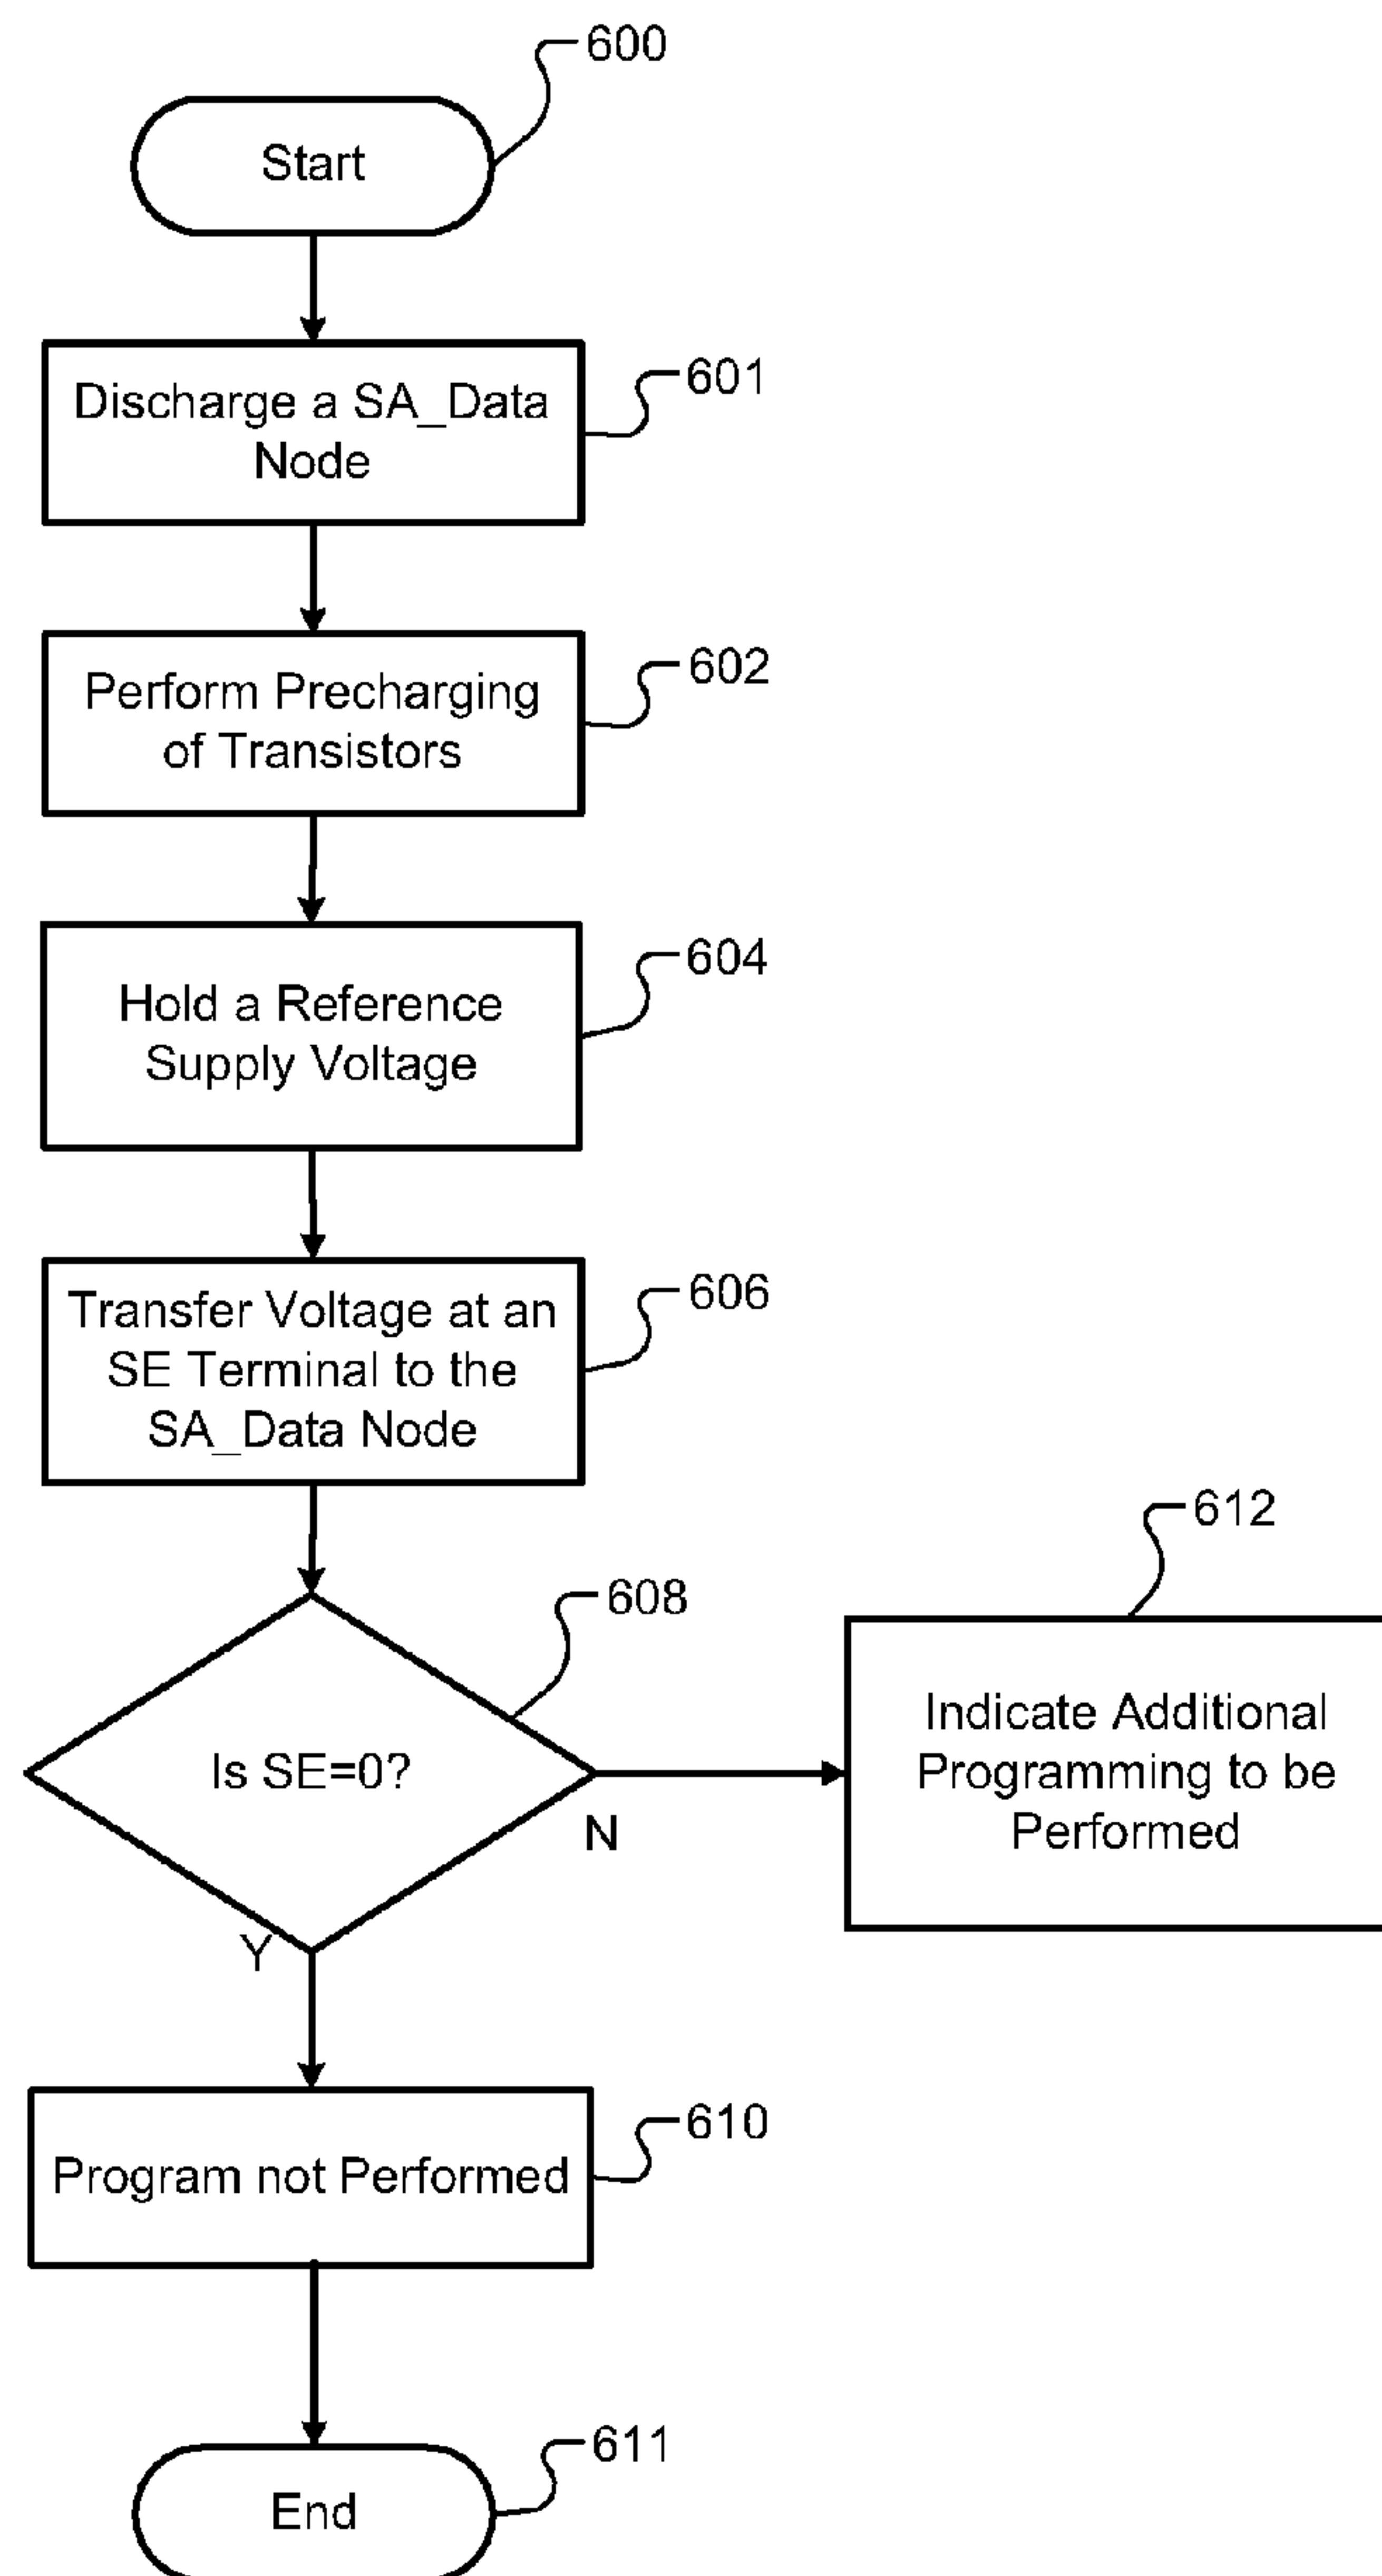 600
Start
601
Discharge a SA_Data
Node
602
Perform Precharging
of Transistors
604
Hold a Reference
Supply Voltage
606
Transfer Voltage at an
SE Terminal to the
SA_Data Node
608
Is SE=0?
N
Y
612
Indicate Additional
Programming to be
Performed
610
Program not Performed
611
End